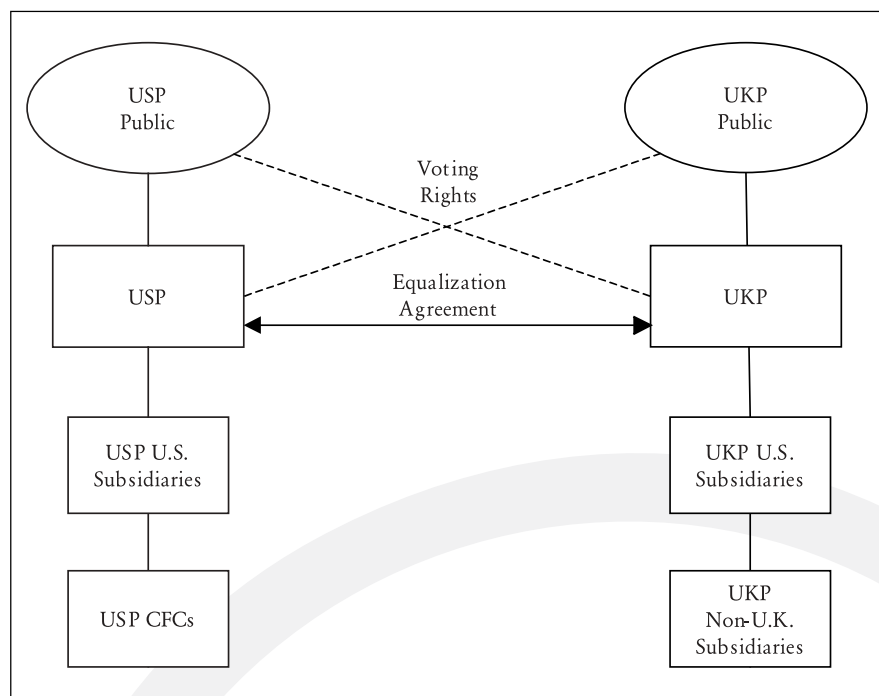 USP
Public
UKP
Public
Voting
Rights
USP
Equalization
Agreement
UKP
USP U.S.
Subsidiaries
UKP U.S.
Subsidiaries
USP CFCs
UKP
Non-U.K.
Subsidiaries